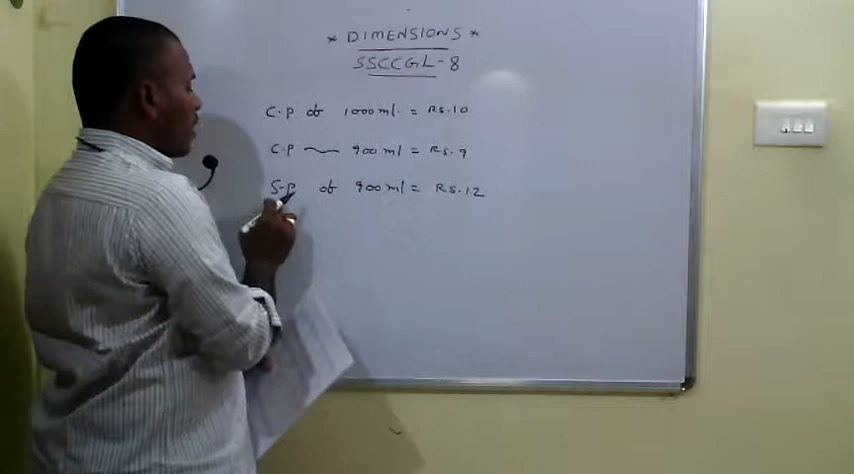 * DIMENSIONS *
SSCCGL-8
C.P of 1000 ml. = Rs.10
C.P 900 ml = Rs.9
S.P of 900 ml = Rs.12